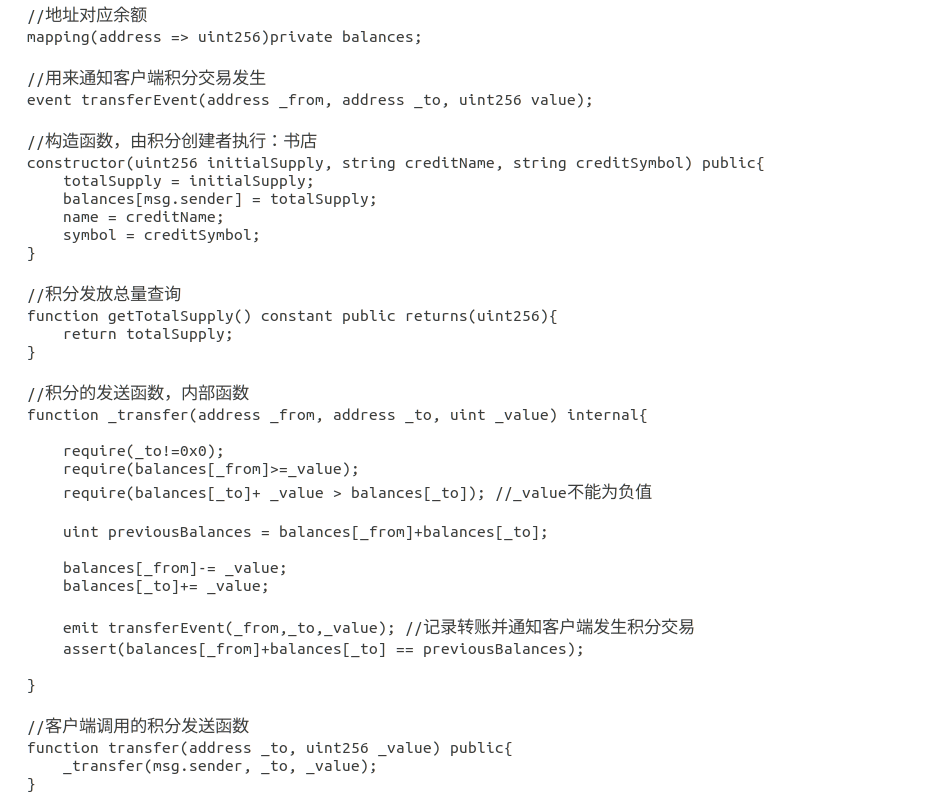 //地址对应余额
mapping(address => uint256)private balances;
//用来通知客户端积分交易发生
event transferEvent(address _from, address _to, uint256 value);
//构造函数，由积分创建者执行：书店
constructor(uint256 initialSupply, string creditName, string creditSymbol) public{
    totalSupply = initialSupply;
    balances[msg.sender] = totalSupply;
    name = creditName;
    symbol = creditSymbol;
}
//积分发放总量查询
function getTotalSupply() constant public returns(uint256){
    return totalSupply;
}
//积分的发送函数，内部函数
function _transfer(address _from, address _to, uint _value) internal{
    require(_to!=0x0);
    require(balances[_from]>=_value);
    require(balances[_to]+ _value > balances[_to]); //_value不能为负值
    uint previousBalances = balances[_from]+balances[_to];
    balances[_from]-= _value;
    balances[_to]+= _value;
    emit transferEvent(_from,_to,_value); //记录转账并通知客户端发生积分交易
    assert(balances[_from]+balances[_to] == previousBalances);
}
//客户端调用的积分发送函数
function transfer(address _to, uint256 _value) public{
    _transfer(msg.sender, _to, _value);
}